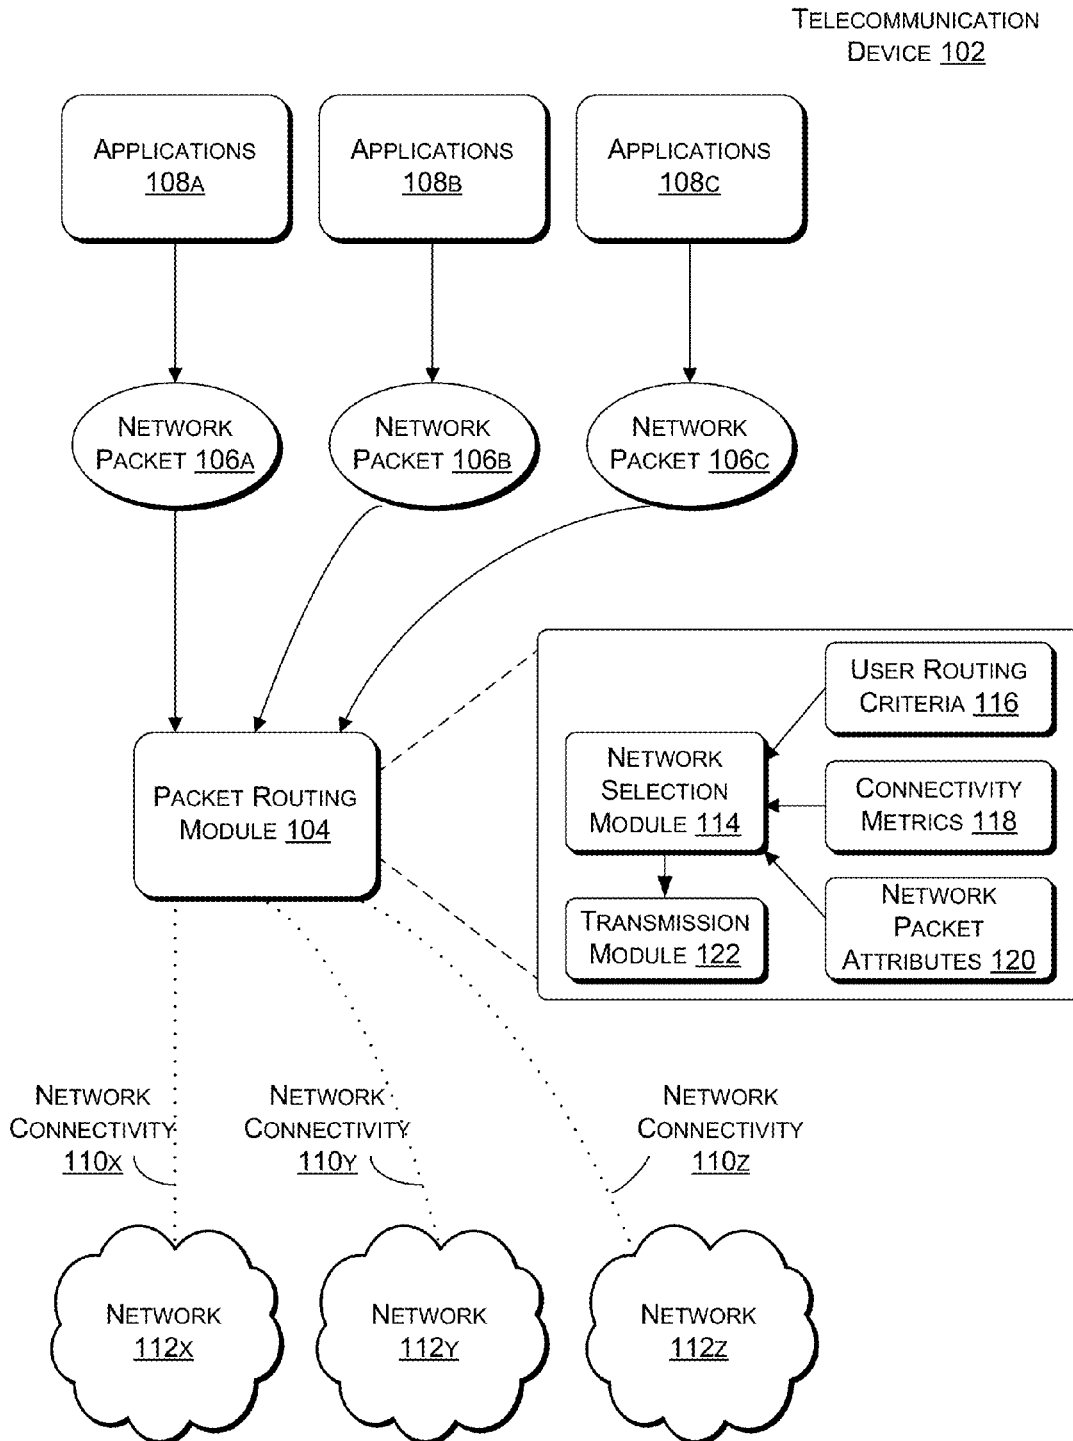 TELECOMMUNICATION
DEVICE 102
APPLICATIONS
108A
APPLICATIONS
108B
APPLICATIONS
108C
NETWORK
PACKET 106A
NETWORK
PACKET 106B
NETWORK
PACKET 106C
PACKET ROUTING
MODULE 104
USER ROUTING
CRITERIA 116
NETWORK
SELECTION
MODULE 114
CONNECTIVITY
METRICS 118
TRANSMISSION
MODULE 122
NETWORK
PACKET
ATTRIBUTES 120
NETWORK
CONNECTIVITY
110X
NETWORK
CONNECTIVITY
110Y
NETWORK
CONNECTIVITY
110Z
NETWORK
112X
NETWORK
112Y
NETWORK
112Z